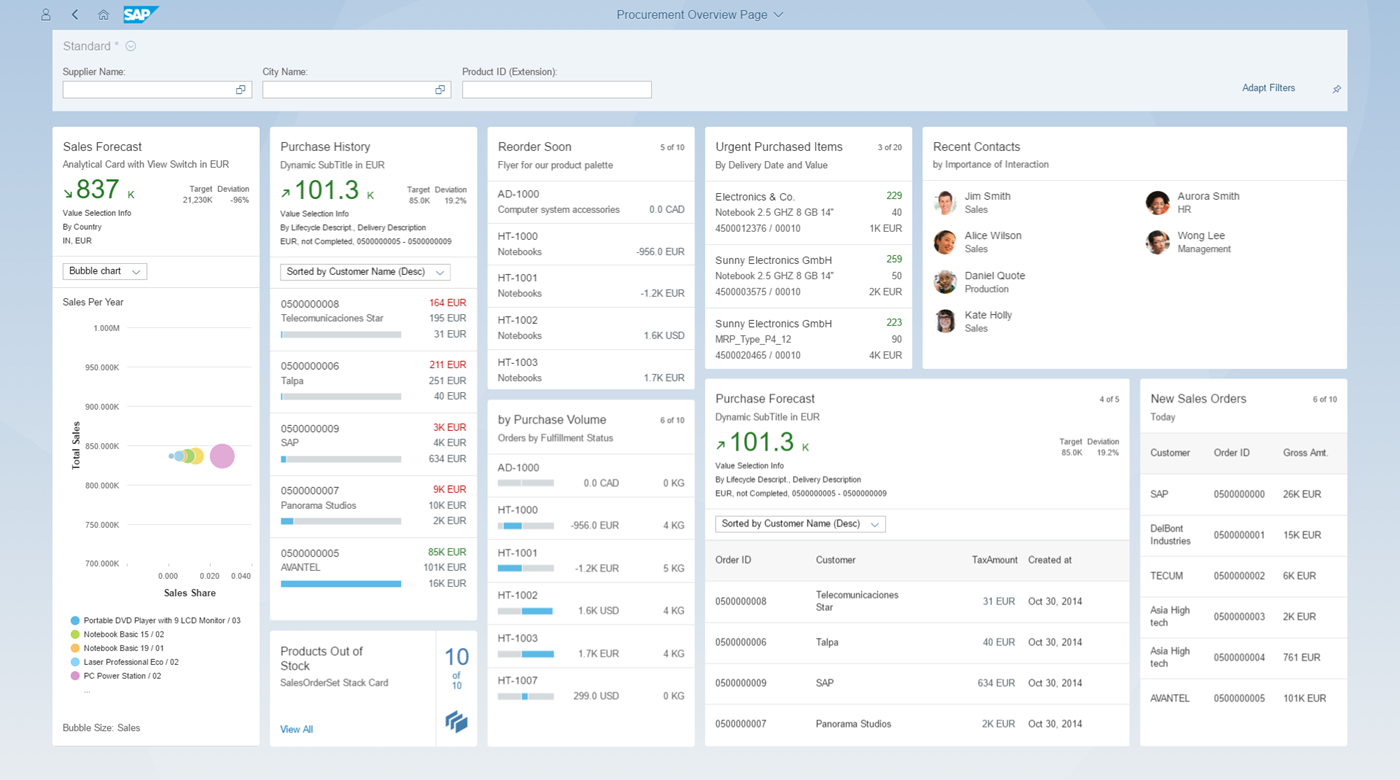 SAP
Procurement Overview Page
Standard *
Supplier Name:
City Name:
Product ID (Extension):
Adapt Filters
Sales Forecast
Analytical Card with View Switch in EUR
837 K
Target Deviation
21,230K -96%
Value Selection Info
By Country
IN, EUR
Bubble chart
Sales Per Year
1.000M
950.000K
900.000K
850.000K
800.000K
750.000K
700.000K
Total Sales
0.000 0.020 0.040
Sales Share
Portable DVD Player with 9 LCD Monitor / 03
Notebook Basic 15 / 02
Notebook Basic 19 / 01
Laser Professional Eco / 02
PC Power Station / 02
...
Bubble Size: Sales
Purchase History
Dynamic SubTitle in EUR
101.3 K
Target Deviation
85.0K 19.2%
Value Selection Info
By Lifecycle Descript., Delivery Description
EUR, not Completed, 0500000005 - 0500000009
Sorted by Customer Name (Desc)
0500000008 164 EUR
Telecomunicaciones Star 195 EUR
31 EUR
0500000006 211 EUR
Talpa 251 EUR
40 EUR
0500000009 3K EUR
SAP 4K EUR
634 EUR
0500000007 9K EUR
Panorama Studios 10K EUR
2K EUR
0500000005 85K EUR
AVANTEL 101K EUR
16K EUR
Products Out of
Stock
SalesOrderSet Stack Card
View All
10
of
10
Reorder Soon 5 of 10
Flyer for our product palette
AD-1000
Computer system accessories 0.0 CAD
HT-1000
Notebooks -956.0 EUR
HT-1001
Notebooks -1.2K EUR
HT-1002
Notebooks 1.6K USD
HT-1003
Notebooks 1.7K EUR
by Purchase Volume 6 of 10
Orders by Fulfillment Status
AD-1000
0.0 CAD 0 KG
HT-1000
-956.0 EUR 4 KG
HT-1001
-1.2K EUR 5 KG
HT-1002
1.6K USD 4 KG
HT-1003
1.7K EUR 4 KG
HT-1007
299.0 USD 0 KG
Urgent Purchased Items 3 of 20
By Delivery Date and Value
Electronics & Co. 229
Notebook 2.5 GHZ 8 GB 14" 40
4500012376 / 00010 1K EUR
Sunny Electronics GmbH 259
Notebook 2.5 GHZ 8 GB 14" 50
4500003575 / 00010 2K EUR
Sunny Electronics GmbH 223
MRP_Type_P4_12 90
4500020465 / 00010 4K EUR
Recent Contacts
by Importance of Interaction
Jim Smith
Sales
Alice Wilson
Sales
Daniel Quote
Production
Kate Holly
Sales
Aurora Smith
HR
Wong Lee
Management
Purchase Forecast 4 of 5
Dynamic SubTitle in EUR
101.3 K
Target Deviation
85.0K 19.2%
Value Selection Info
By Lifecycle Descript., Delivery Description
EUR, not Completed, 0500000005 - 0500000009
Sorted by Customer Name (Desc)
Order ID Customer TaxAmount Created at
0500000008 Telecomunicaciones Star 31 EUR Oct 30, 2014
0500000006 Talpa 40 EUR Oct 30, 2014
0500000009 SAP 634 EUR Oct 30, 2014
0500000007 Panorama Studios 2K EUR Oct 30, 2014
New Sales Orders 6 of 10
Today
Customer Order ID Gross Amt.
SAP 0500000000 26K EUR
DelBont Industries 0500000001 15K EUR
TECUM 0500000002 6K EUR
Asia High tech 0500000003 2K EUR
Asia High tech 0500000004 761 EUR
AVANTEL 0500000005 101K EUR